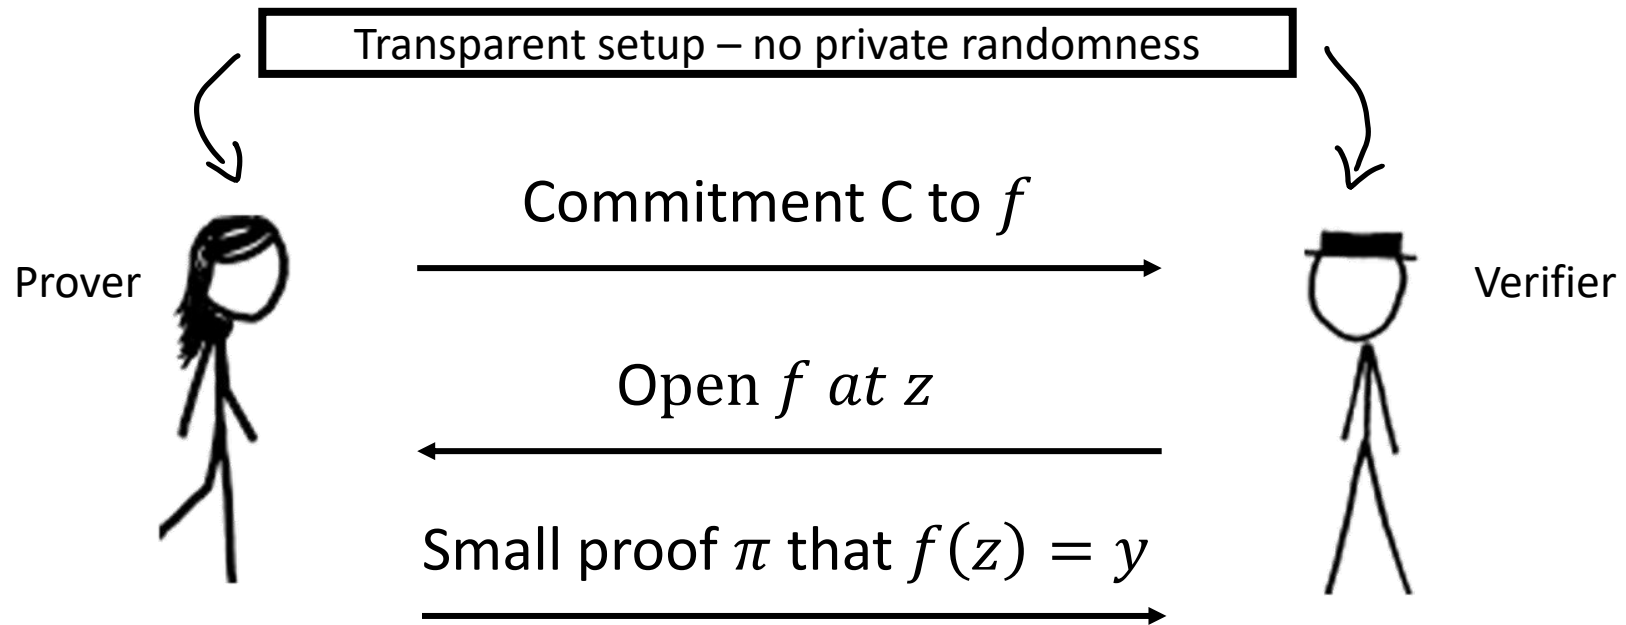 Transparent setup – no private randomness
Commitment C to f
Prover
Verifier
Open f at z
Small proof π that f(z) = y